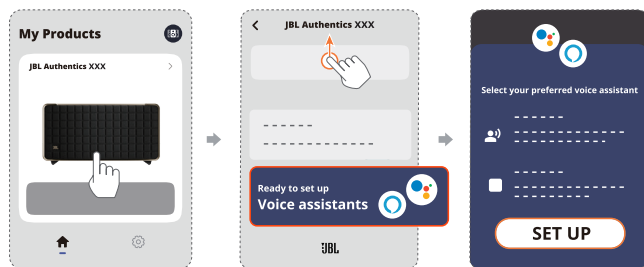 My Products
JBL Authentics XXX
JBL
JBL Authentics XXX
Ready to set up
Voice assistants
JBL
Select your preferred voice assistant
SET UP